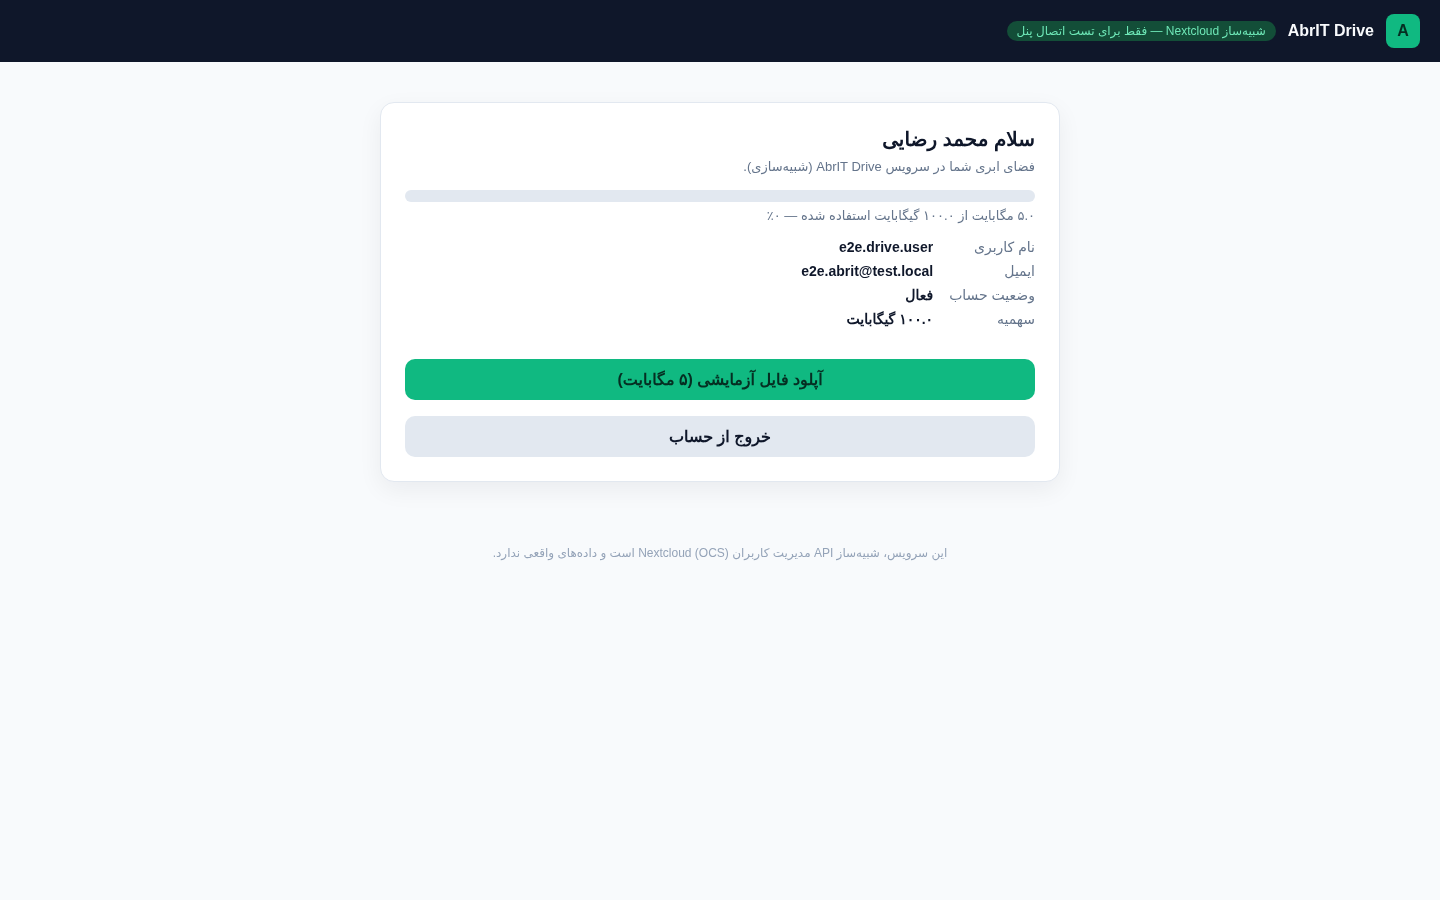 A
AbrIT Drive
شبیه‌ساز Nextcloud — فقط برای تست اتصال پنل
سلام محمد رضایی
فضای ابری شما در سرویس AbrIT Drive (شبیه‌سازی).
۵.۰ مگابایت از ۱۰۰.۰ گیگابایت استفاده شده — ۰٪
نام کاربری e2e.drive.user
ایمیل e2e.abrit@test.local
وضعیت حساب فعال
سهمیه ۱۰۰.۰ گیگابایت
آپلود فایل آزمایشی (۵ مگابایت)
خروج از حساب
این سرویس، شبیه‌ساز API مدیریت کاربران Nextcloud (OCS) است و داده‌های واقعی ندارد.